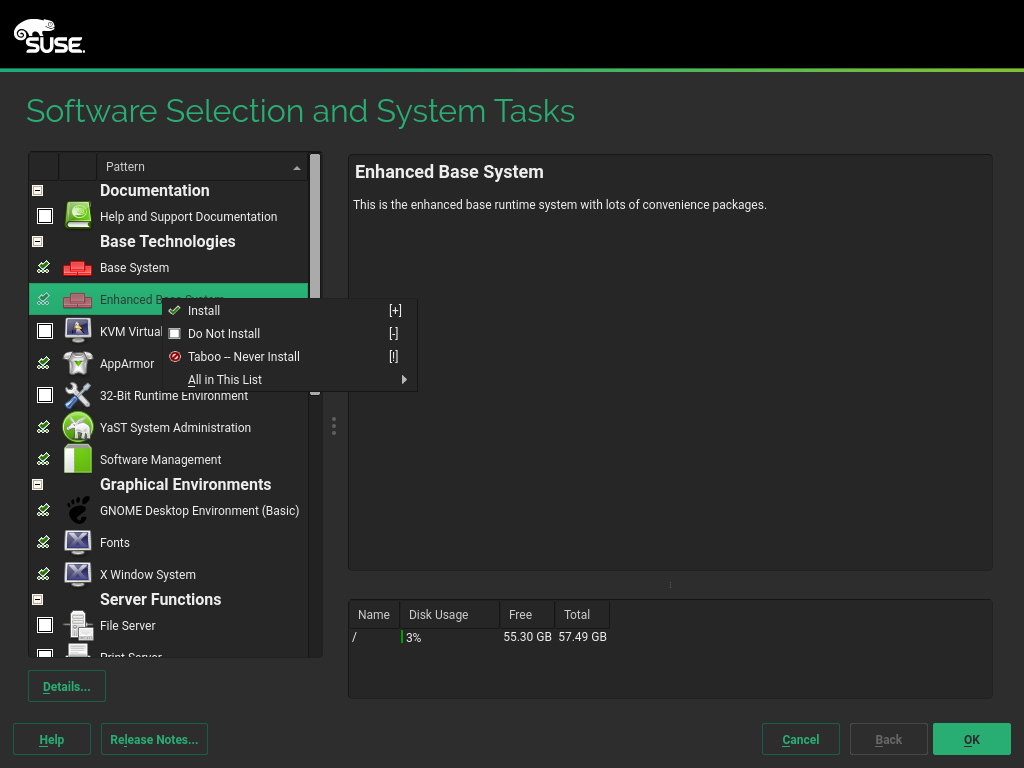 SUSE
Software Selection and System Tasks
Pattern
Documentation
Help and Support Documentation
Base Technologies
Base System
Enhanced Base System
KVM Virtual
AppArmor
32-Bit Runtime Environment
YaST System Administration
Software Management
Graphical Environments
GNOME Desktop Environment (Basic)
Fonts
X Window System
Server Functions
File Server
Print Server
Install [+]
Do Not Install [-]
Taboo -- Never Install [!]
All in This List
Enhanced Base System
This is the enhanced base runtime system with lots of convenience packages.
Name Disk Usage Free Total
/ 3% 55.30 GB 57.49 GB
Details...
Help Release Notes... Cancel Back OK